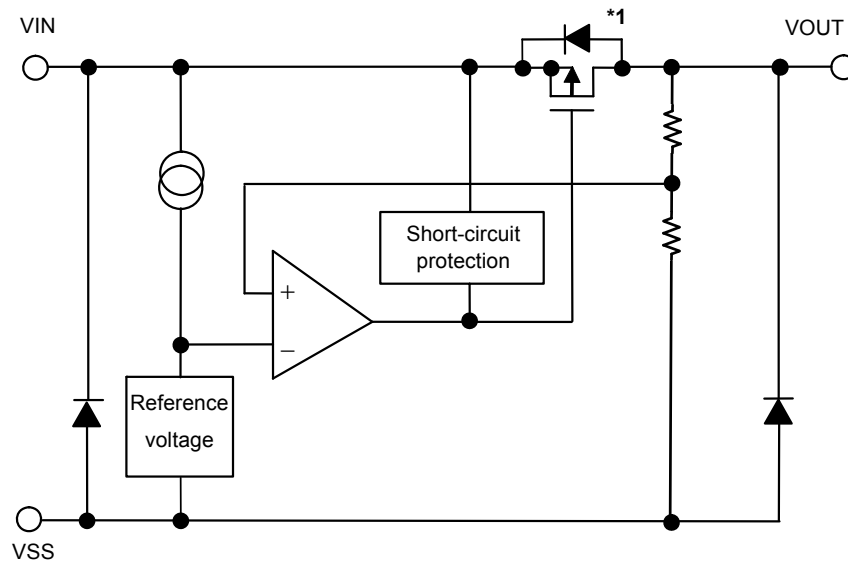 *1
VIN
VOUT
Short-circuit
protection
+
−
Reference
voltage
VSS